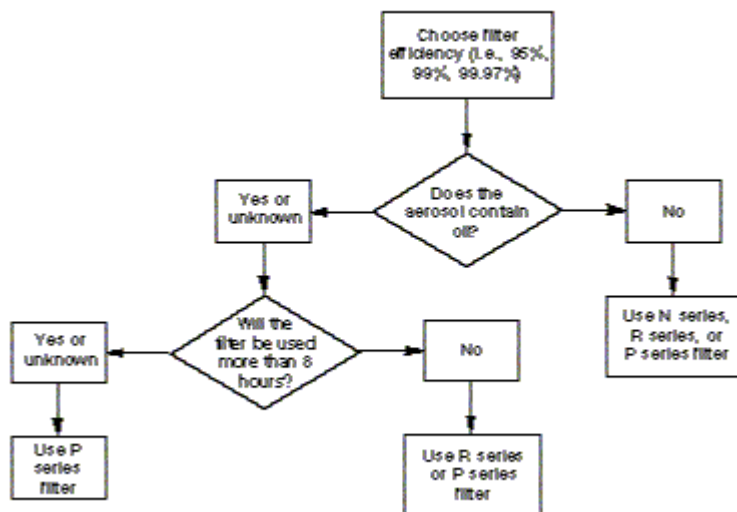 Choose filter
efficiency (i.e., 95%,
99%, 99.97%)
Does the
aerosol contain
oil?
Yes or
unknown
No
Use N series,
R series, or
P series filter
Will the
filter be used
more than 8
hours?
Yes or
unknown
No
Use P
series
filter
Use R series
or P series
filter